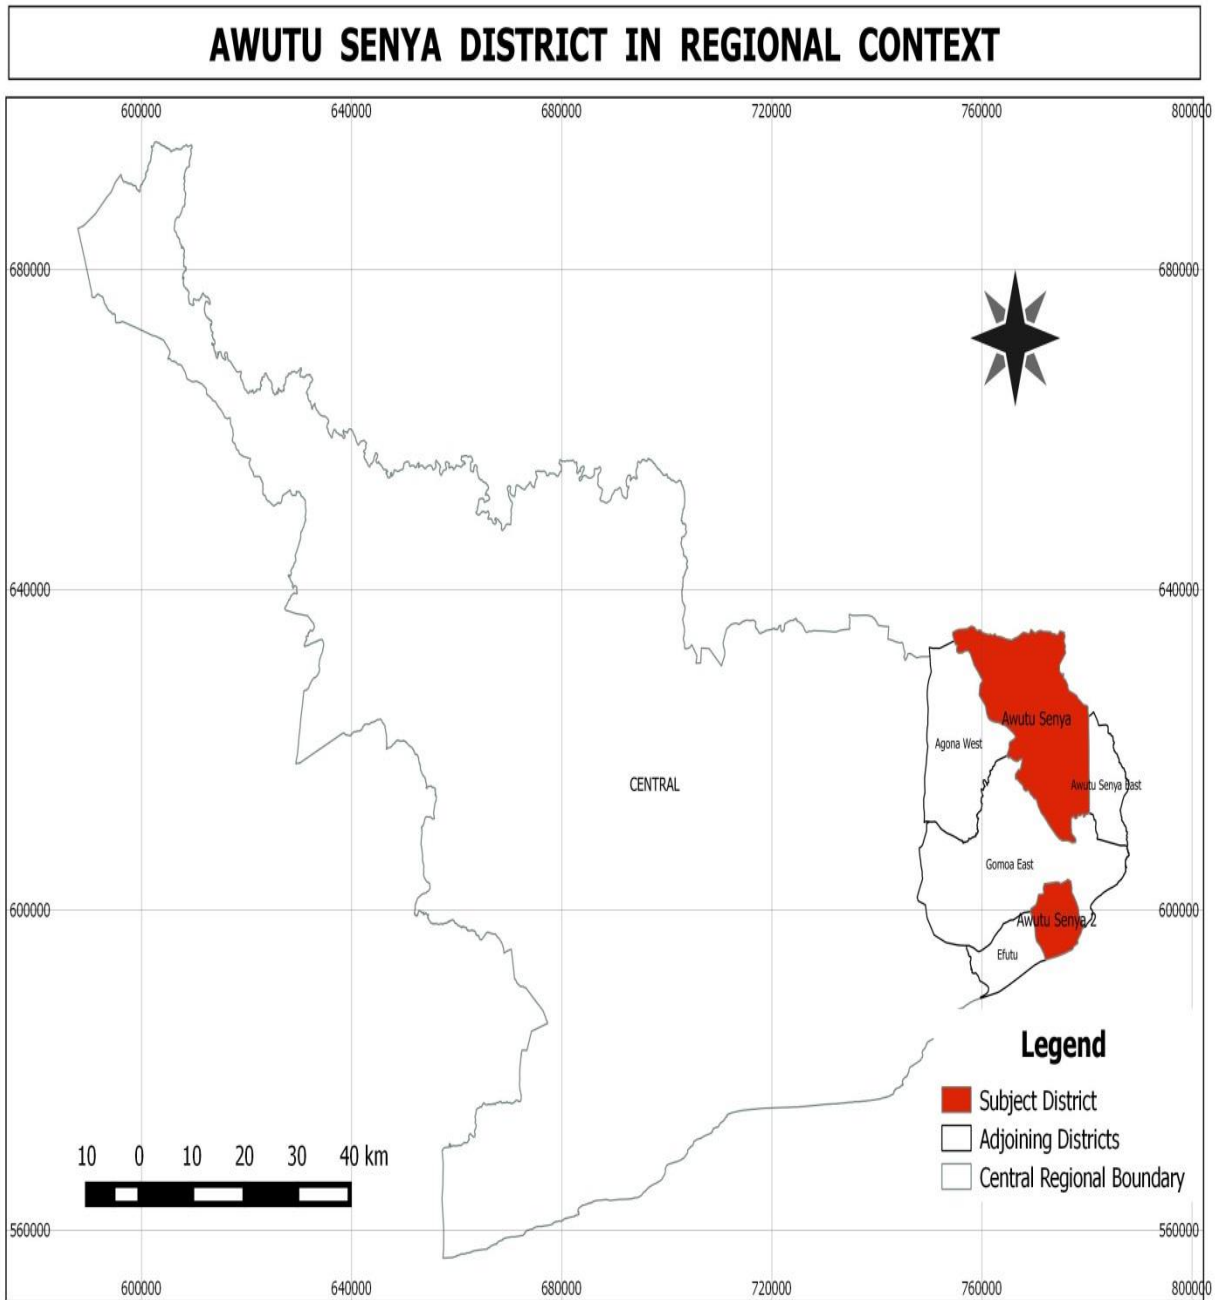 AWUTU SENYA DISTRICT IN REGIONAL CONTEXT
600000 640000 680000 720000 760000 800000
680000 680000
640000 640000
Awutu Senya
Agona West
CENTRAL
Awutu Senya East
Gomoa East
600000 600000
Awutu Senya 2
Efutu
Legend
Subject District
Adjoining Districts
Central Regional Boundary
10 0 10 20 30 40 km
560000 560000
600000 640000 680000 720000 760000 800000